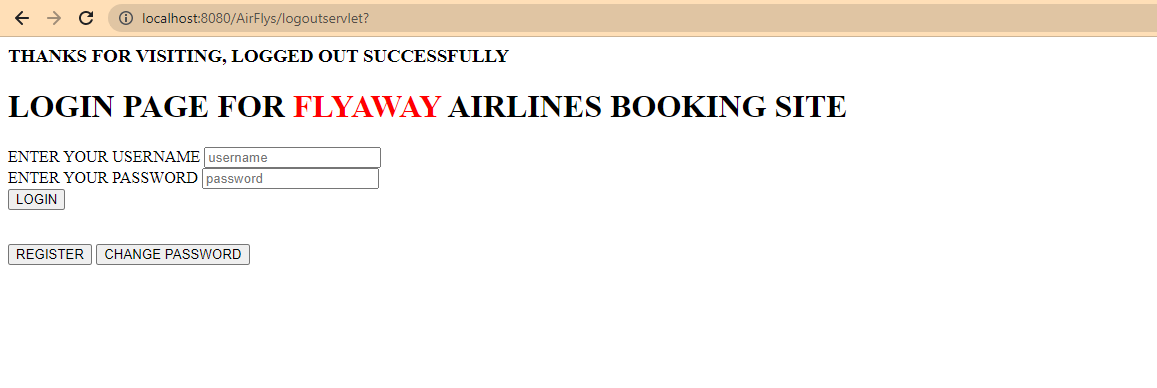 localhost:8080/AirFlys/logoutservlet?
THANKS FOR VISITING, LOGGED OUT SUCCESSFULLY
LOGIN PAGE FOR FLYAWAY AIRLINES BOOKING SITE
ENTER YOUR USERNAME username
ENTER YOUR PASSWORD password
LOGIN
REGISTER CHANGE PASSWORD